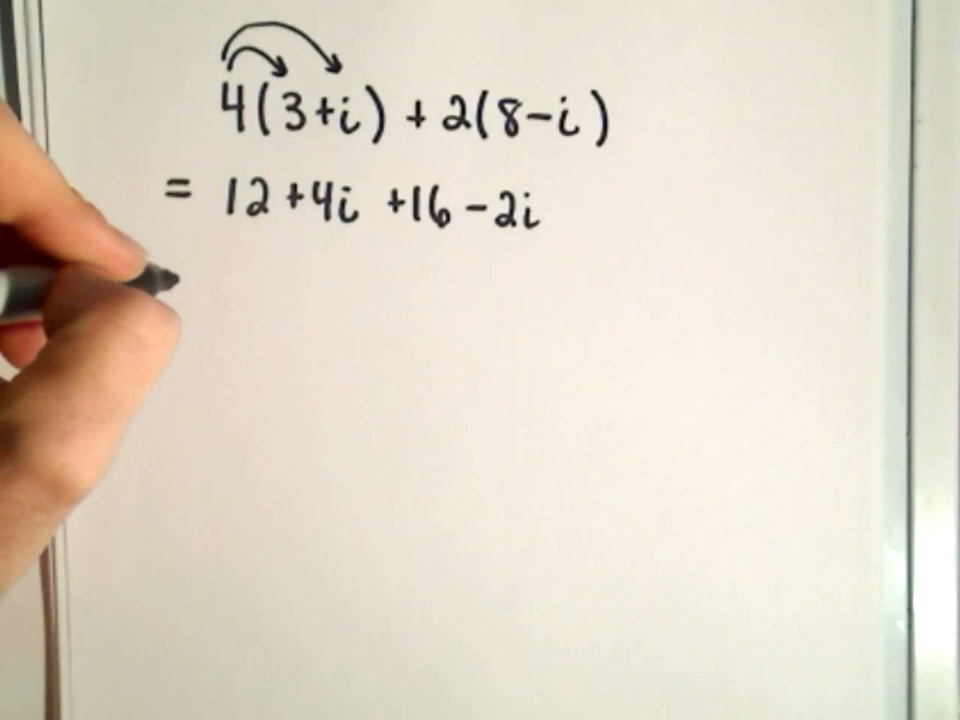 4(3+i) + 2(8-i)
= 12 +4i +16 -2i